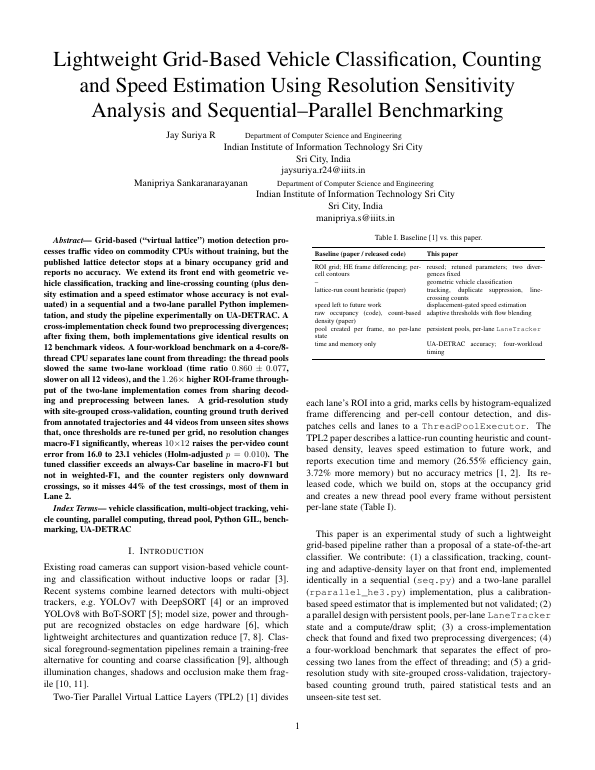 Lightweight Grid-Based Vehicle Classification, Counting
and Speed Estimation Using Resolution Sensitivity
Analysis and Sequential–Parallel Benchmarking
Jay Suriya R Department of Computer Science and Engineering
Indian Institute of Information Technology Sri City
Sri City, India
jaysuriya.r24@iiits.in
Manipriya Sankaranarayanan Department of Computer Science and Engineering
Indian Institute of Information Technology Sri City
Sri City, India
manipriya.s@iiits.in
Abstract— Grid-based (“virtual lattice”) motion detection pro-
cesses traffic video on commodity CPUs without training, but the
published lattice detector stops at a binary occupancy grid and
reports no accuracy. We extend its front end with geometric ve-
hicle classification, tracking and line-crossing counting (plus den-
sity estimation and a speed estimator whose accuracy is not eval-
uated) in a sequential and a two-lane parallel Python implemen-
tation, and study the pipeline experimentally on UA-DETRAC. A
cross-implementation check found two preprocessing divergences;
after fixing them, both implementations give identical results on
12 benchmark videos. A four-workload benchmark on a 4-core/8-
thread CPU separates lane count from threading: the thread pools
slowed the same two-lane workload (time ratio 0.860 ± 0.077,
slower on all 12 videos), and the 1.26× higher ROI-frame through-
put of the two-lane implementation comes from sharing decod-
ing and preprocessing between lanes. A grid-resolution study
with site-grouped cross-validation, counting ground truth derived
from annotated trajectories and 44 videos from unseen sites shows
that, once thresholds are re-tuned per grid, no resolution changes
macro-F1 significantly, whereas 10×12 raises the per-video count
error from 16.0 to 23.1 vehicles (Holm-adjusted p = 0.010). The
tuned classifier exceeds an always-Car baseline in macro-F1 but
not in weighted-F1, and the counter registers only downward
crossings, so it misses 44% of the test crossings, most of them in
Lane 2.
Index Terms— vehicle classification, multi-object tracking, vehi-
cle counting, parallel computing, thread pool, Python GIL, bench-
marking, UA-DETRAC
I. INTRODUCTION
Existing road cameras can support vision-based vehicle count-
ing and classification without inductive loops or radar [3].
Recent systems combine learned detectors with multi-object
trackers, e.g. YOLOv7 with DeepSORT [4] or an improved
YOLOv8 with BoT-SORT [5]; model size, power and through-
put are recognized obstacles on edge hardware [6], which
lightweight architectures and quantization reduce [7, 8]. Clas-
sical foreground-segmentation pipelines remain a training-free
alternative for counting and coarse classification [9], although
illumination changes, shadows and occlusion make them frag-
ile [10, 11].
Two-Tier Parallel Virtual Lattice Layers (TPL2) [1] divides
Table I. Baseline [1] vs. this paper.
Baseline (paper / released code) This paper
ROI grid; HE frame differencing; per- reused; retuned parameters; two diver-
cell contours gences fixed
– geometric vehicle classification
lattice-run count heuristic (paper) tracking, duplicate suppression, line-
crossing counts
speed left to future work displacement-gated speed estimation
raw occupancy (code), count-based adaptive thresholds with flow blending
density (paper)
pool created per frame, no per-lane persistent pools, per-lane LaneTracker
state
time and memory only UA-DETRAC accuracy; four-workload
timing
each lane’s ROI into a grid, marks cells by histogram-equalized
frame differencing and per-cell contour detection, and dis-
patches cells and lanes to a ThreadPoolExecutor. The
TPL2 paper describes a lattice-run counting heuristic and count-
based density, leaves speed estimation to future work, and
reports execution time and memory (26.55% efficiency gain,
3.72% more memory) but no accuracy metrics [1, 2]. Its re-
leased code, which we build on, stops at the occupancy grid
and creates a new thread pool every frame without persistent
per-lane state (Table I).
This paper is an experimental study of such a lightweight
grid-based pipeline rather than a proposal of a state-of-the-art
classifier. We contribute: (1) a classification, tracking, count-
ing and adaptive-density layer on that front end, implemented
identically in a sequential (seq.py) and a two-lane parallel
(rparallel_he3.py) implementation, plus a calibration-
based speed estimator that is implemented but not validated; (2)
a parallel design with persistent pools, per-lane LaneTracker
state and a compute/draw split; (3) a cross-implementation
check that found and fixed two preprocessing divergences; (4)
a four-workload benchmark that separates the effect of pro-
cessing two lanes from the effect of threading; and (5) a grid-
resolution study with site-grouped cross-validation, trajectory-
based counting ground truth, paired statistical tests and an
unseen-site test set.
1